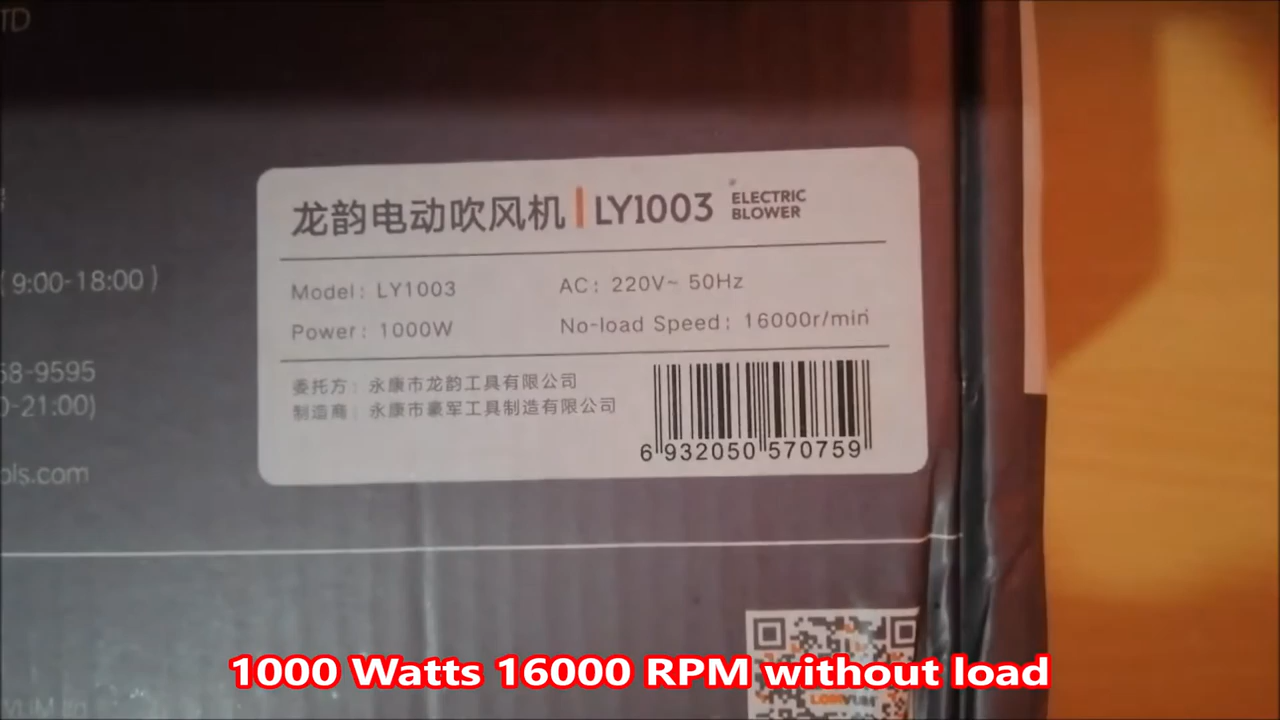 TD
龙韵电动吹风机 LY1003 ELECTRIC BLOWER
(9:00-18:00)
Model: LY1003 AC: 220V~ 50Hz
Power: 1000W No-load Speed: 16000r/min
58-9595
委托方: 永康市龙韵工具有限公司
0-21:00)
制造商: 永康市豪军工具制造有限公司
6 932050 570759
ols.com
1000 Watts 16000 RPM without load